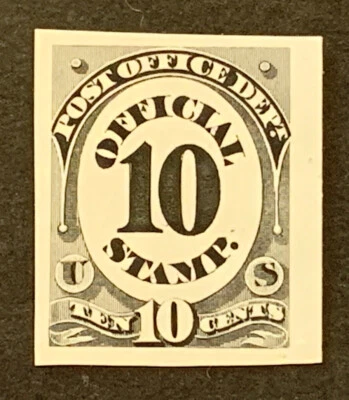 POST OFFICE DEPT.
OFFICIAL
10
STAMP.
U S
TEN 10 CENTS